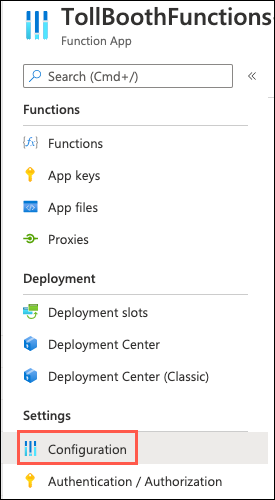 TollBoothFunctions
Function App
Search (Cmd+/)
«
Functions
{fx} Functions
App keys
</> App files
Proxies
Deployment
Deployment slots
Deployment Center
Deployment Center (Classic)
Settings
Configuration
Authentication / Authorization